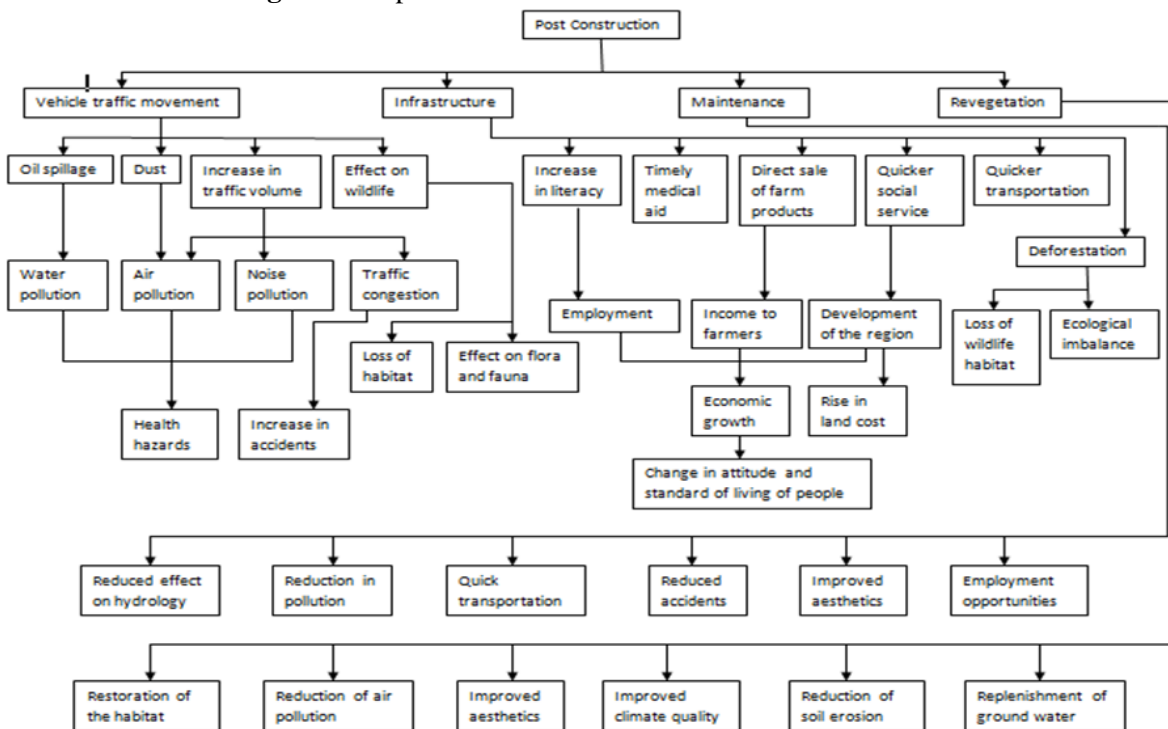 Post Construction
Vehicle traffic movement
Infrastructure
Maintenance
Revegetation
Oil spillage
Dust
Increase in
traffic volume
Effect on
wildlife
Increase
in literacy
Timely
medical
aid
Direct sale
of farm
products
Quicker
social
service
Quicker
transportation
Deforestation
Water
pollution
Air
pollution
Noise
pollution
Traffic
congestion
Employment
Income to
farmers
Development
of the region
Loss of
wildlife
habitat
Ecological
imbalance
Loss of
habitat
Effect on flora
and fauna
Health
hazards
Increase in
accidents
Economic
growth
Rise in
land cost
Change in attitude and
standard of living of people
Reduced effect
on hydrology
Reduction in
pollution
Quick
transportation
Reduced
accidents
Improved
aesthetics
Employment
opportunities
Restoration of
the habitat
Reduction of air
pollution
Improved
aesthetics
Improved
climate quality
Reduction of
soil erosion
Replenishment of
ground water